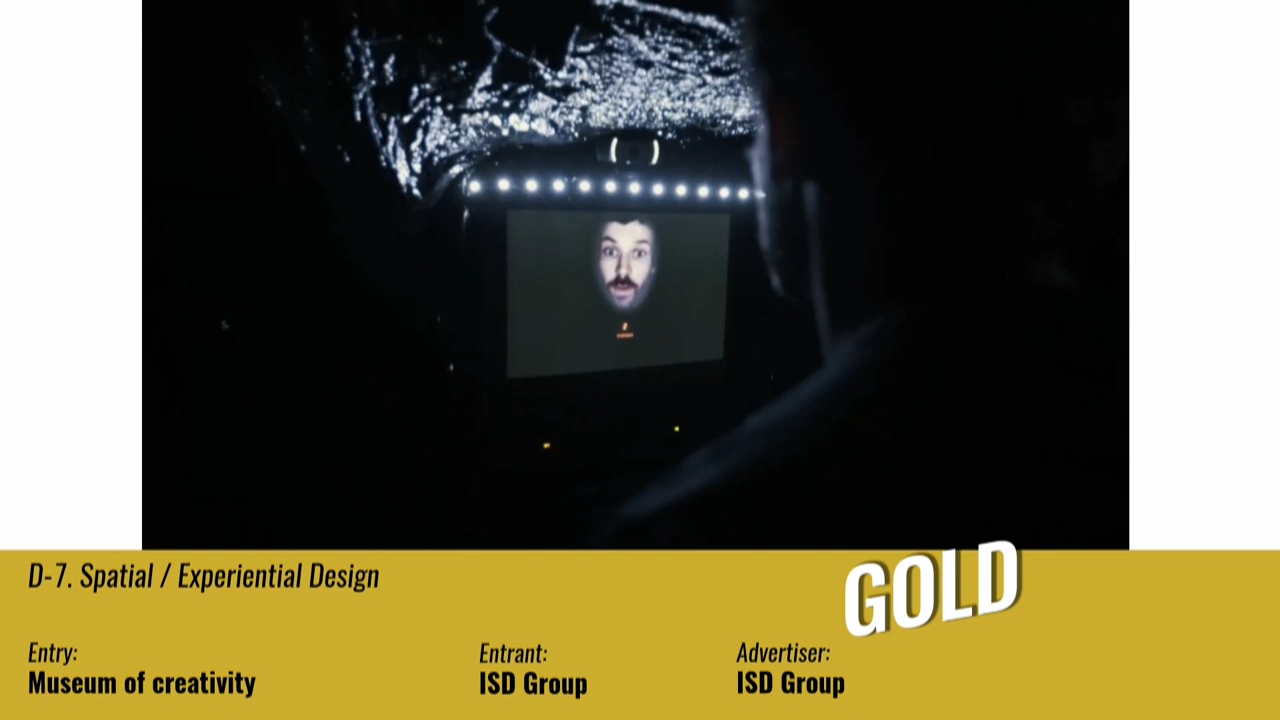 D-7. Spatial / Experiential Design
GOLD
Entry:
Museum of creativity
Entrant:
ISD Group
Advertiser:
ISD Group